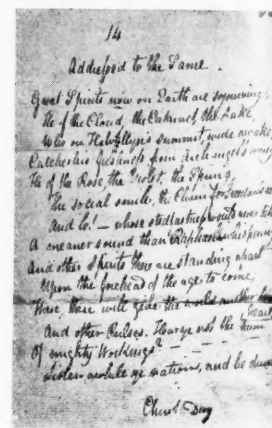 14
Addressed to the Same.
Great Spirits now on Earth are sojourning
He of the Cloud, the Cataract, the Lake,
Who on Helvellyn's summit wide awake
Catches his freshness from Archangel's wing
He of the Rose, the Violet, the Spring,
The social smile, the Chain for freedom's
And lo! — whose stedfastness would never
A meaner sound than Raphael's
And other spirits there are standing apart
Upon the forehead of the age to come
These, these will give the world another
heart
And other Pulses. Hear ye not the hum
Of mighty Workings? — —
Listen awhile ye nations, and be
Day